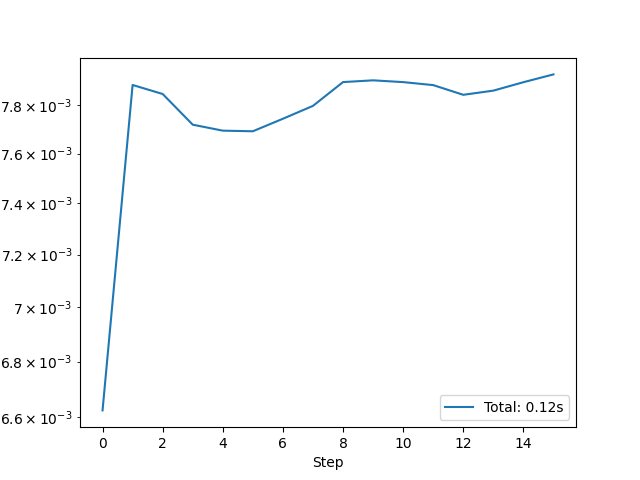 7.8 × 10⁻³
7.6 × 10⁻³
7.4 × 10⁻³
7.2 × 10⁻³
7 × 10⁻³
6.8 × 10⁻³
6.6 × 10⁻³
Total: 0.12s
0 2 4 6 8 10 12 14
Step